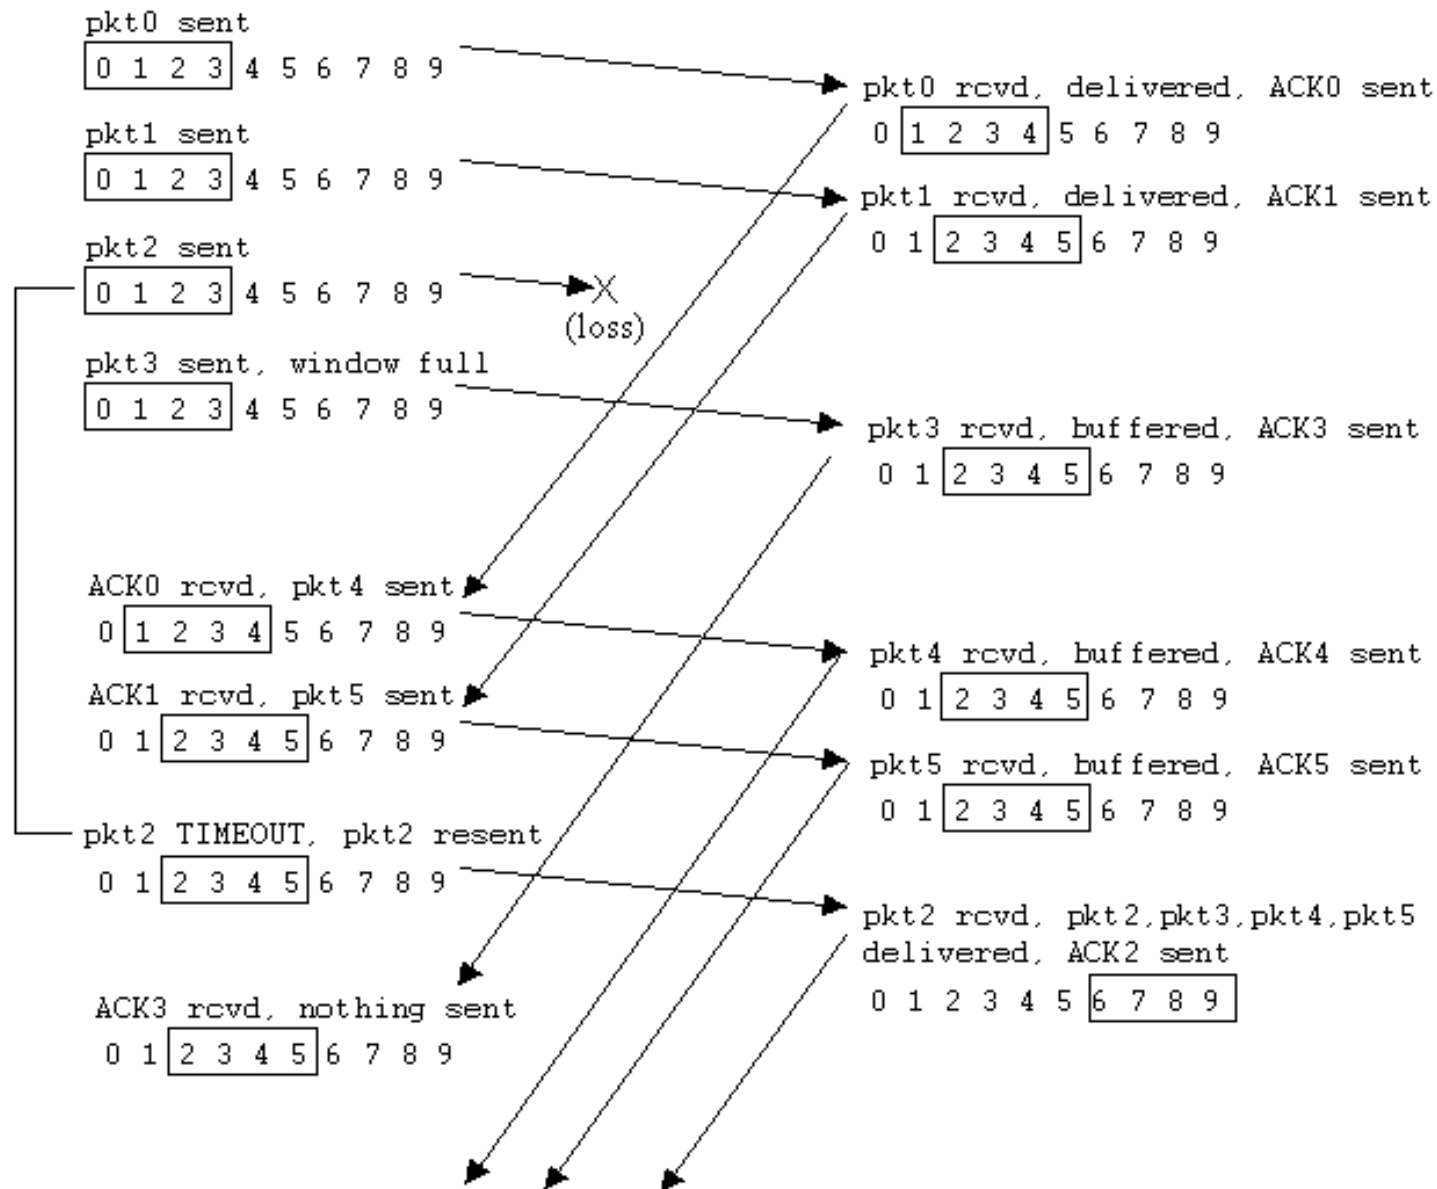 pkt0 sent
0 1 2 3 4 5 6 7 8 9
pkt0 rcvd, delivered, ACK0 sent
0 1 2 3 4 5 6 7 8 9
pkt1 sent
0 1 2 3 4 5 6 7 8 9
pkt1 rcvd, delivered, ACK1 sent
0 1 2 3 4 5 6 7 8 9
pkt2 sent
0 1 2 3 4 5 6 7 8 9
X
(loss)
pkt3 sent, window full
0 1 2 3 4 5 6 7 8 9
pkt3 rcvd, buffered, ACK3 sent
0 1 2 3 4 5 6 7 8 9
ACK0 rcvd, pkt4 sent
0 1 2 3 4 5 6 7 8 9
pkt4 rcvd, buffered, ACK4 sent
0 1 2 3 4 5 6 7 8 9
ACK1 rcvd, pkt5 sent
0 1 2 3 4 5 6 7 8 9
pkt5 rcvd, buffered, ACK5 sent
0 1 2 3 4 5 6 7 8 9
pkt2 TIMEOUT, pkt2 resent
0 1 2 3 4 5 6 7 8 9
pkt2 rcvd, pkt2,pkt3,pkt4,pkt5
delivered, ACK2 sent
0 1 2 3 4 5 6 7 8 9
ACK3 rcvd, nothing sent
0 1 2 3 4 5 6 7 8 9